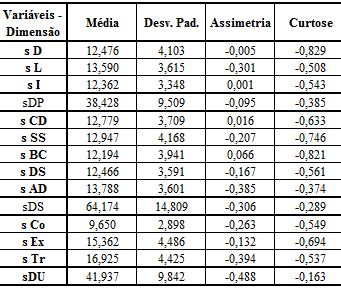 Variáveis - Dimensão Média Desv. Pad. Assimetria Curtose
s D 12,476 4,103 -0,005 -0,829
s L 13,590 3,615 -0,301 -0,508
s I 12,362 3,348 0,001 -0,543
sDP 38,428 9,509 -0,095 -0,385
s CD 12,779 3,709 0,016 -0,633
s SS 12,947 4,168 -0,207 -0,746
s BC 12,194 3,941 0,066 -0,821
s DS 12,466 3,591 -0,167 -0,561
s AD 13,788 3,601 -0,385 -0,374
sDS 64,174 14,809 -0,306 -0,289
s Co 9,650 2,898 -0,263 -0,549
s Ex 15,362 4,486 -0,132 -0,694
s Tr 16,925 4,425 -0,394 -0,537
sDU 41,937 9,842 -0,488 -0,163